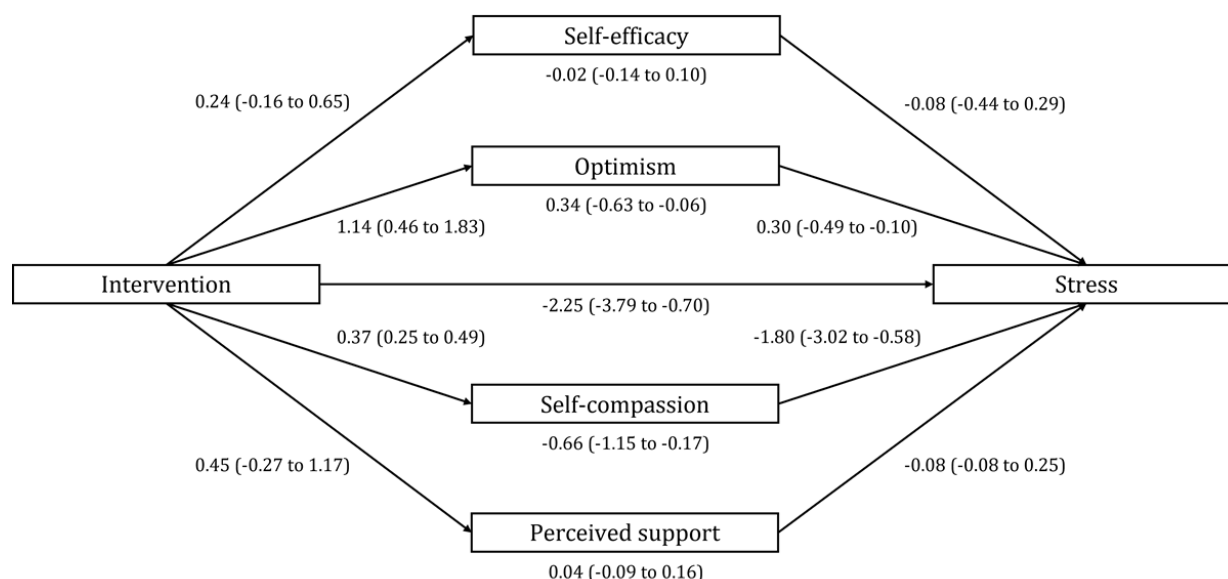 Self-efficacy
-0.02 (-0.14 to 0.10)
0.24 (-0.16 to 0.65)
-0.08 (-0.44 to 0.29)
Optimism
0.34 (-0.63 to -0.06)
1.14 (0.46 to 1.83)
0.30 (-0.49 to -0.10)
Intervention
Stress
-2.25 (-3.79 to -0.70)
0.37 (0.25 to 0.49)
-1.80 (-3.02 to -0.58)
Self-compassion
-0.66 (-1.15 to -0.17)
0.45 (-0.27 to 1.17)
-0.08 (-0.08 to 0.25)
Perceived support
0.04 (-0.09 to 0.16)